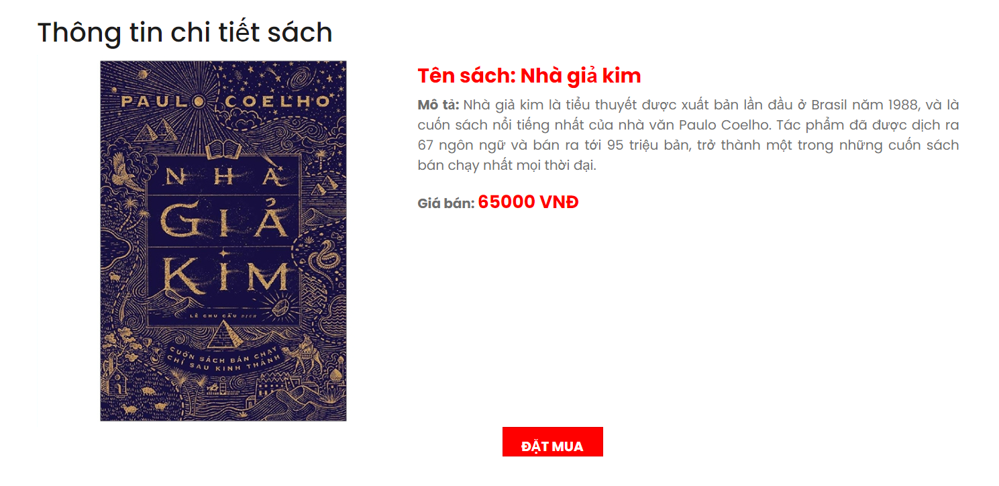 Thông tin chi tiết sách
PAULO COELHO
NHÀ
GIẢ
KIM
LÊ CHU CẦU DỊCH
CUỐN SÁCH BÁN CHẠY
CHỈ SAU KINH THÁNH
Tên sách: Nhà giả kim
Mô tả: Nhà giả kim là tiểu thuyết được xuất bản lần đầu ở Brasil năm 1988, và là
cuốn sách nổi tiếng nhất của nhà văn Paulo Coelho. Tác phẩm đã được dịch ra
67 ngôn ngữ và bán ra tới 95 triệu bản, trở thành một trong những cuốn sách
bán chạy nhất mọi thời đại.
Giá bán: 65000 VNĐ
ĐẶT MUA